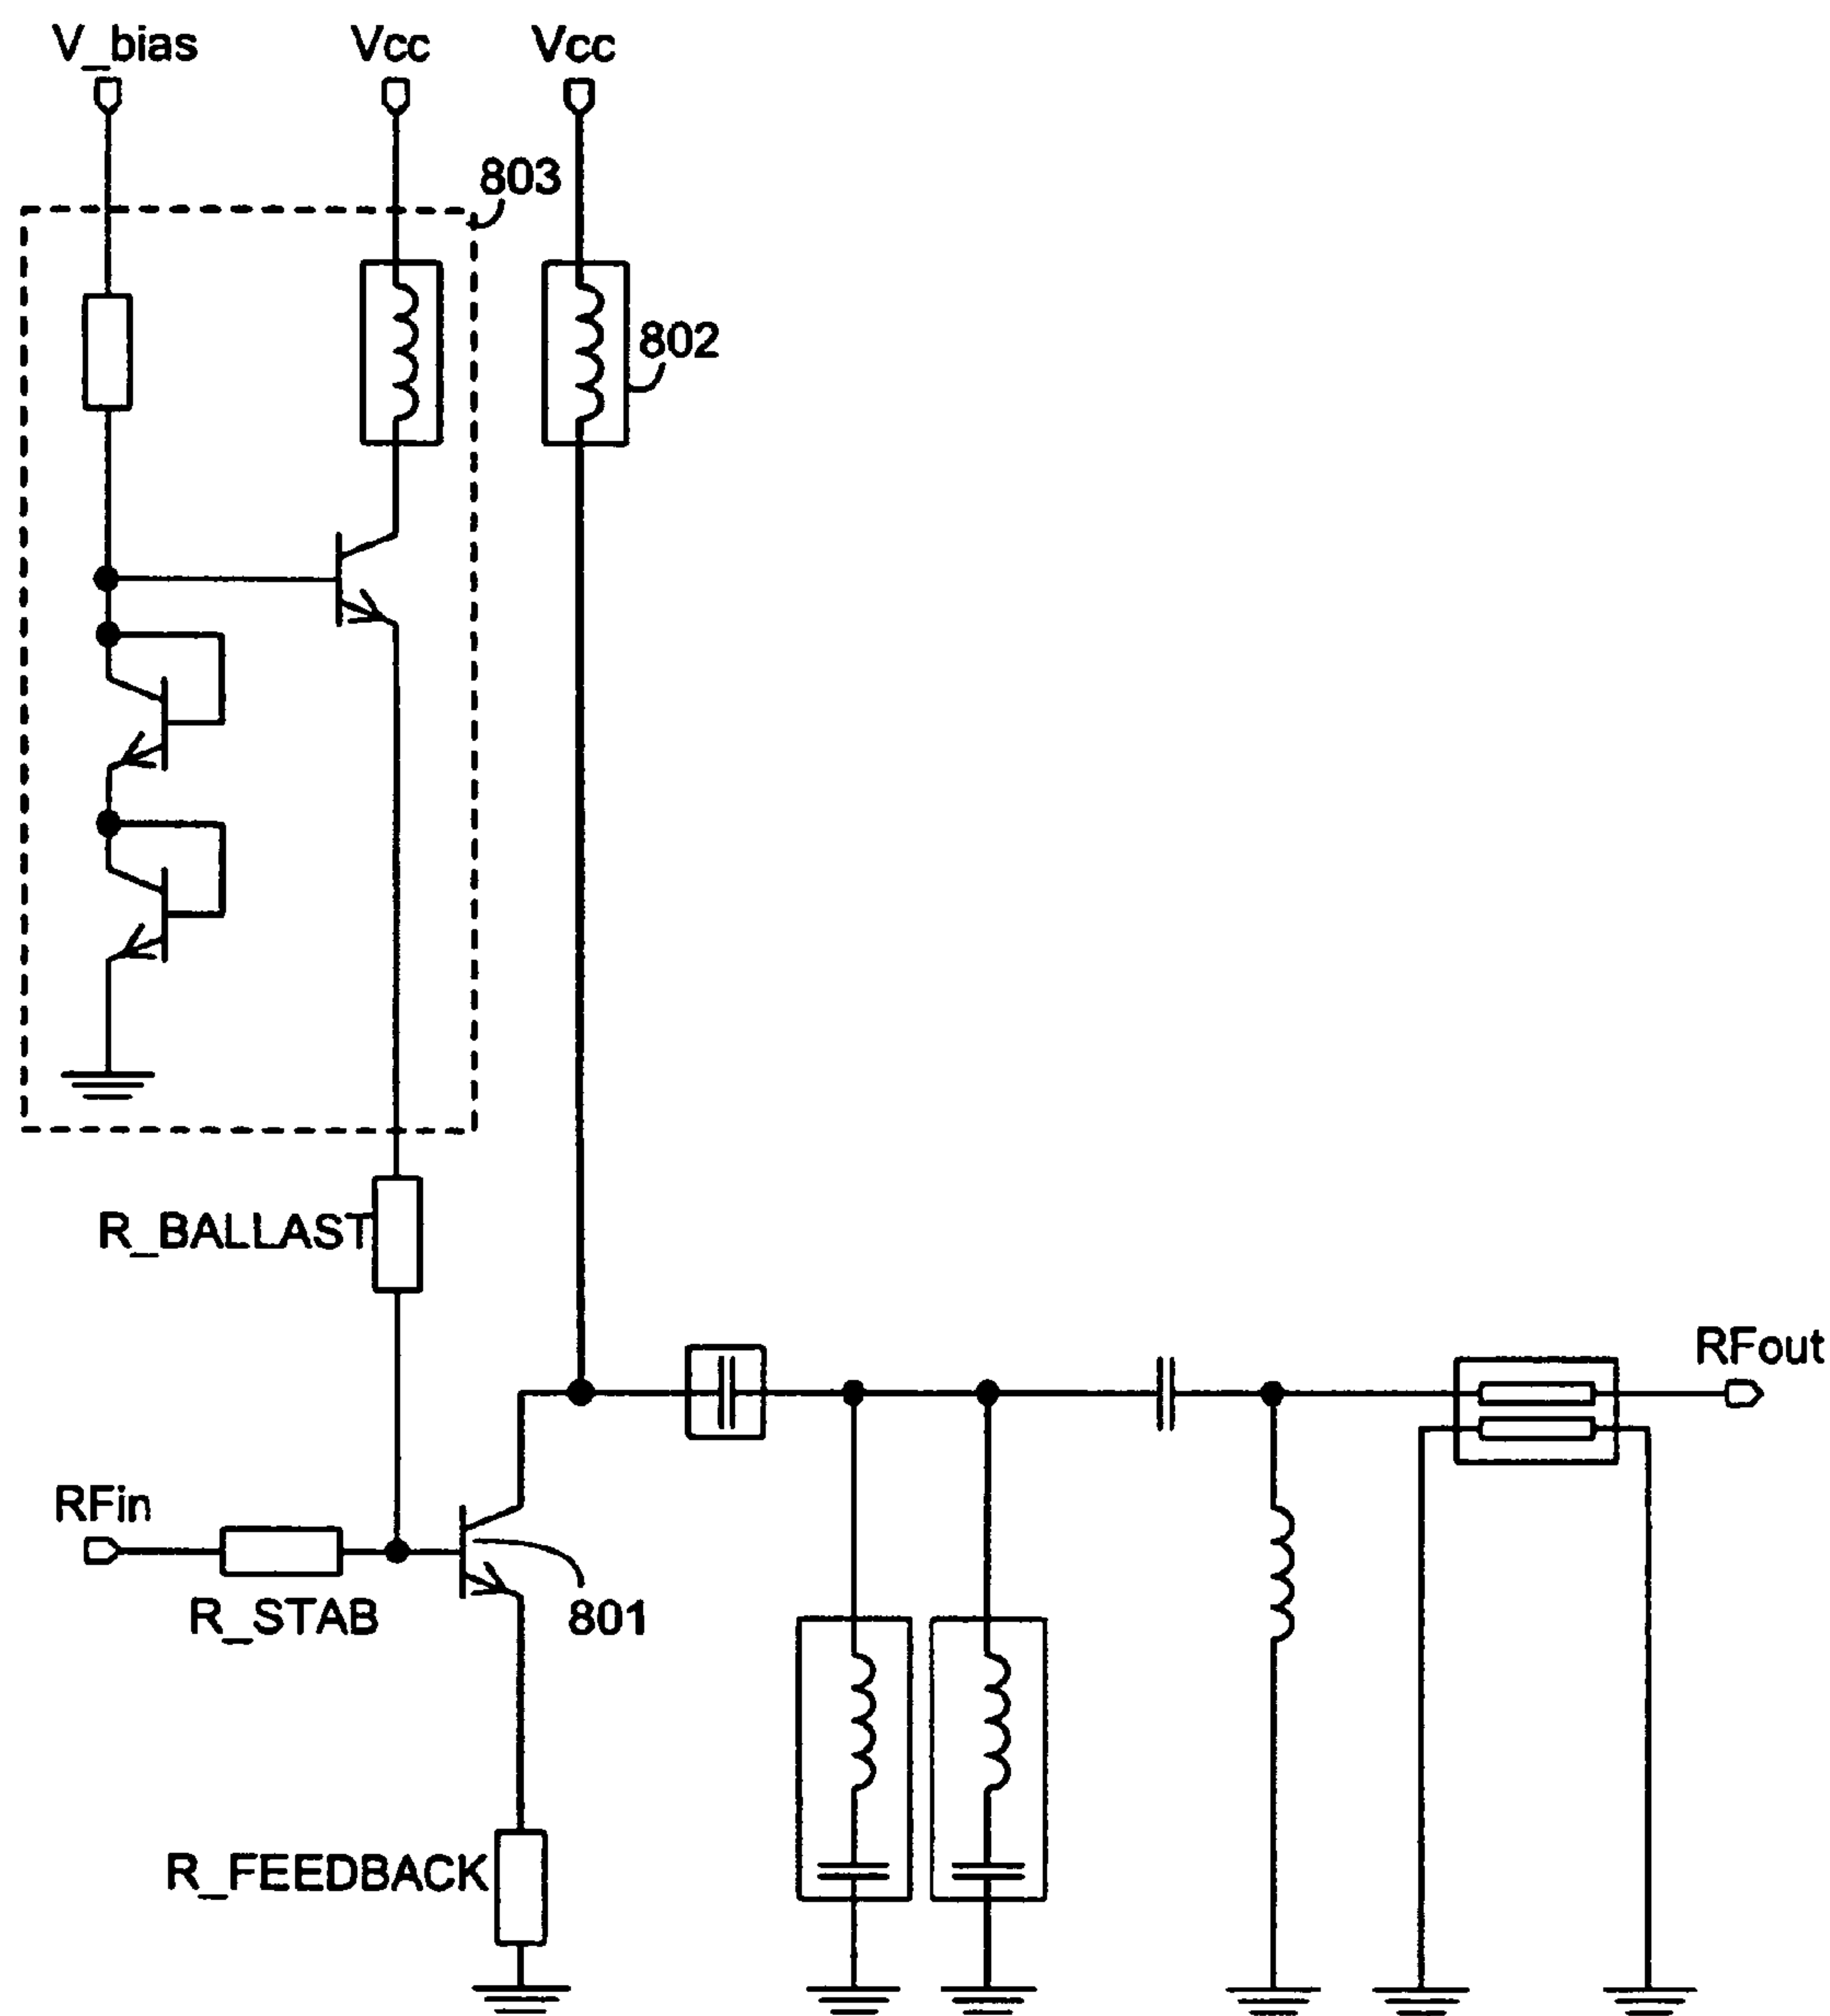 V_bias
Vcc
Vcc
803
802
R_BALLAST
RFout
RFin
R_STAB
801
R_FEEDBACK